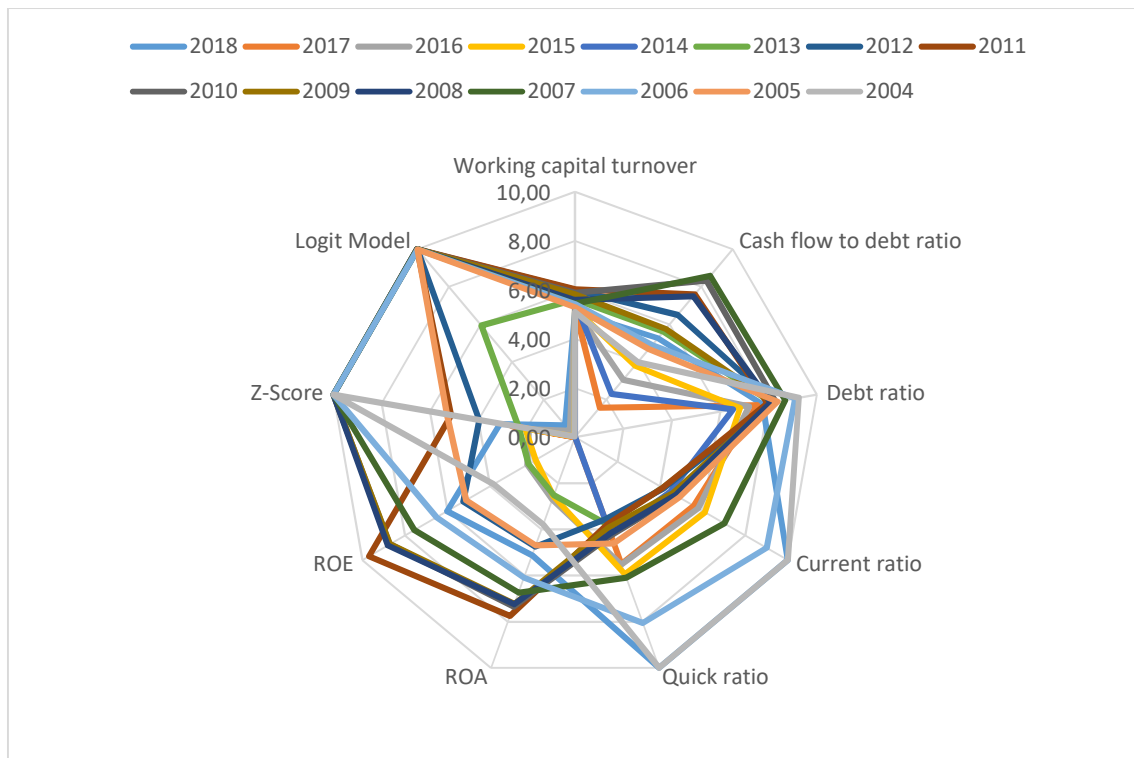 2018 2017 2016 2015 2014 2013 2012 2011
2010 2009 2008 2007 2006 2005 2004
Working capital turnover
10,00
Logit Model
8,00
Cash flow to debt ratio
6,00
4,00
Z-Score
2,00
Debt ratio
0,00
ROE
Current ratio
ROA
Quick ratio